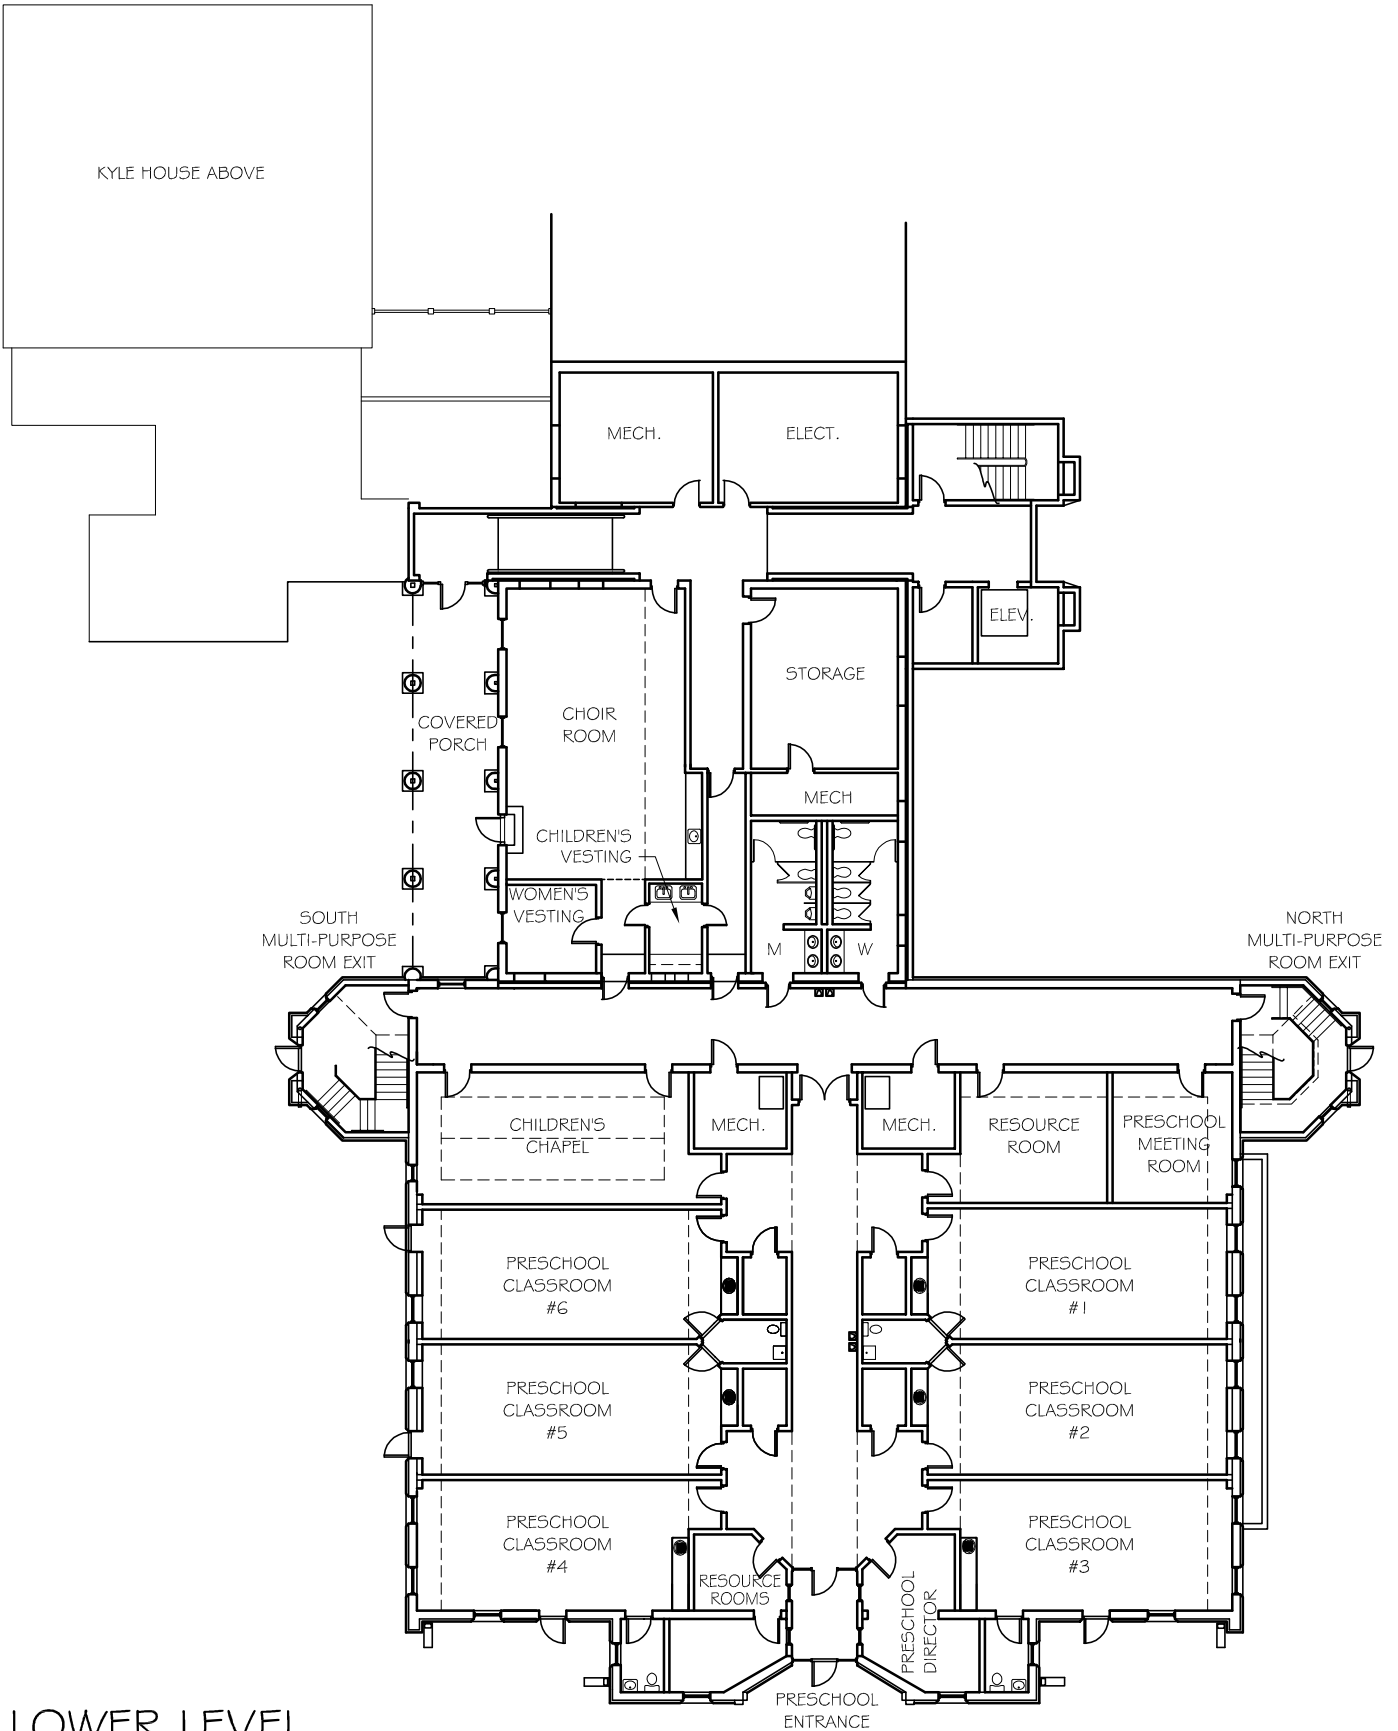 KYLE HOUSE ABOVE
MECH.
ELECT.
ELEV.
STORAGE
CHOIR
ROOM
COVERED
PORCH
MECH
CHILDREN'S
VESTING
WOMEN'S
VESTING
SOUTH
MULTI-PURPOSE
ROOM EXIT
M
W
NORTH
MULTI-PURPOSE
ROOM EXIT
CHILDREN'S
CHAPEL
MECH.
MECH.
RESOURCE
ROOM
PRESCHOOL
MEETING
ROOM
PRESCHOOL
CLASSROOM
#6
PRESCHOOL
CLASSROOM
#1
PRESCHOOL
CLASSROOM
#5
PRESCHOOL
CLASSROOM
#2
PRESCHOOL
CLASSROOM
#4
PRESCHOOL
CLASSROOM
#3
RESOURCE
ROOMS
PRESCHOOL
DIRECTOR
PRESCHOOL
ENTRANCE
LOWER LEVEL